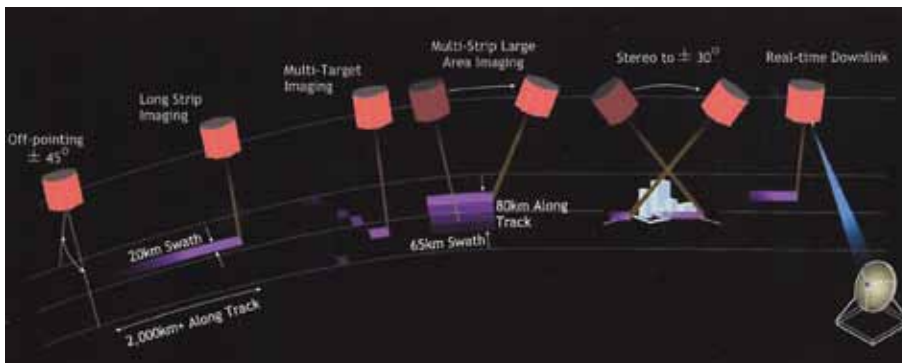 Off-pointing
± 45°
Long Strip
Imaging
Multi-Target
Imaging
Multi-Strip Large
Area Imaging
Stereo to ± 30°
Real-time Downlink
20km Swath
2,000km+ Along Track
80km Along
Track
65km Swath